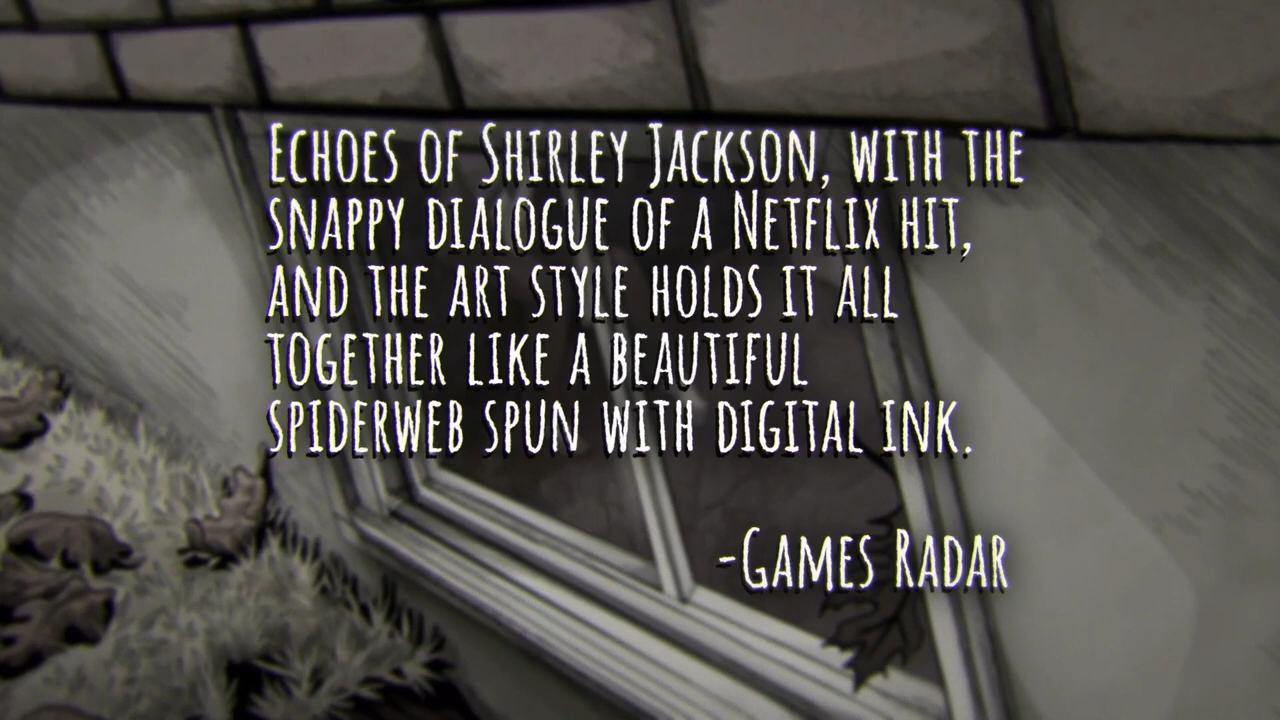 Echoes of Shirley Jackson, with the
snappy dialogue of a Netflix hit,
and the art style holds it all
together like a beautiful
spiderweb spun with digital ink.
-Games Radar